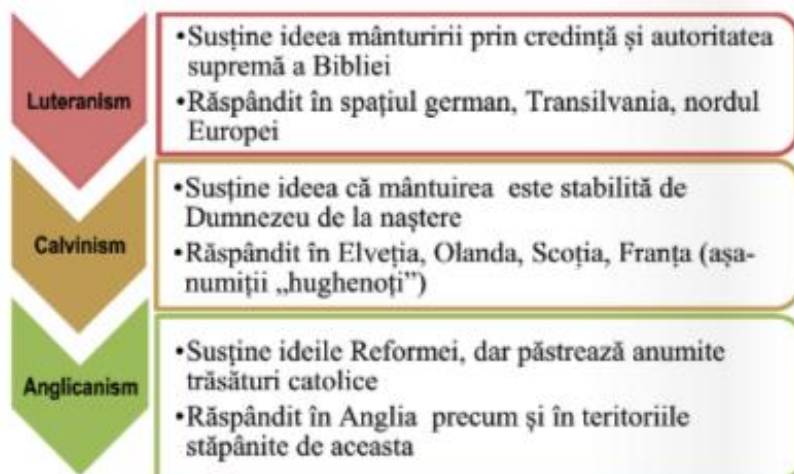 Luteranism
•Susține ideea mânturirii prin credință și autoritatea
supremă a Bibliei
•Răspândit în spațiul german, Transilvania, nordul
Europei
Calvinism
•Susține ideea că mântuirea este stabilită de
Dumnezeu de la naștere
•Răspândit în Elveția, Olanda, Scoția, Franța (așa-
numiții „hughenoți”)
Anglicanism
•Susține ideile Reformei, dar păstrează anumite
trăsături catolice
•Răspândit în Anglia precum și în teritoriile
stăpânite de aceasta